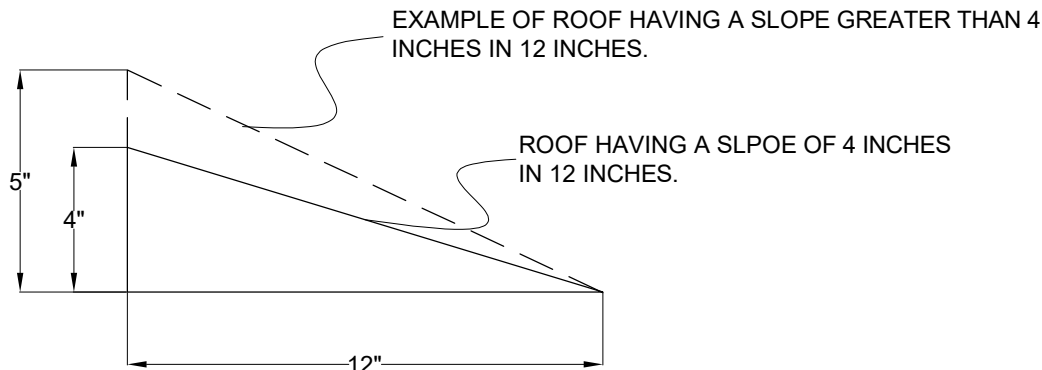 EXAMPLE OF ROOF HAVING A SLOPE GREATER THAN 4
INCHES IN 12 INCHES.
ROOF HAVING A SLPOE OF 4 INCHES
IN 12 INCHES.
5"
4"
12"